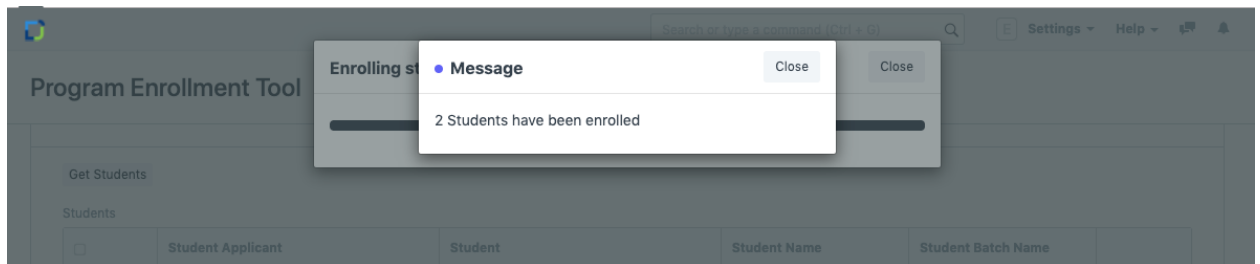 Search or type a command (Ctrl + G)
E Settings Help
Program Enrollment Tool
Enrolling st
Close
Message
Close
2 Students have been enrolled
Get Students
Students
Student Applicant Student Student Name Student Batch Name